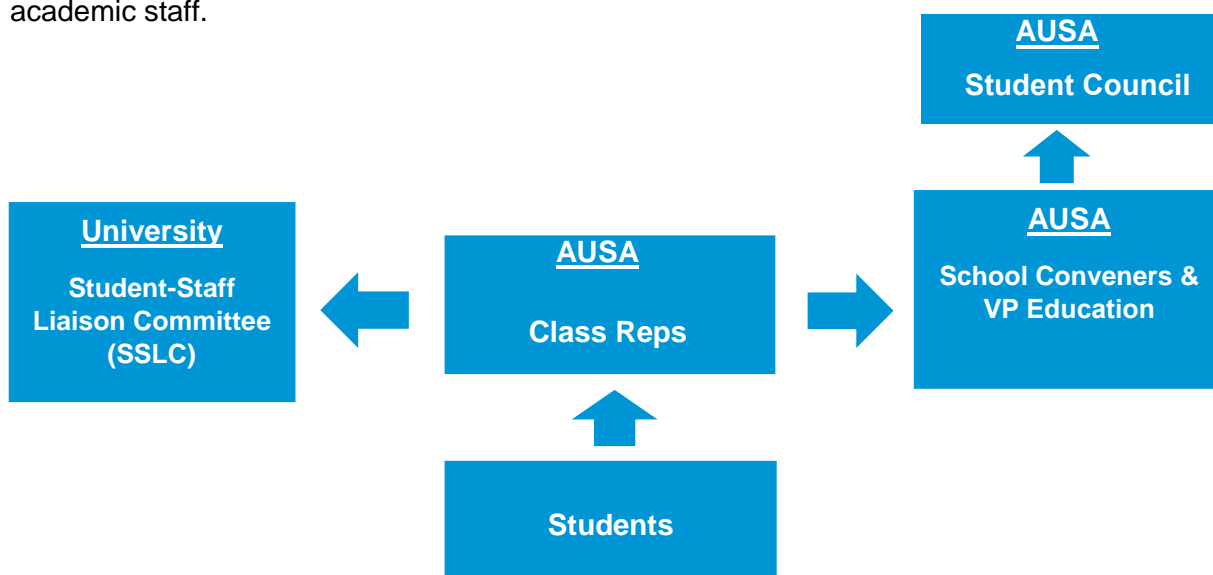 academic staff.
AUSA
Student Council
University
Student-Staff
Liaison Committee
(SSLC)
AUSA
Class Reps
AUSA
School Conveners &
VP Education
Students